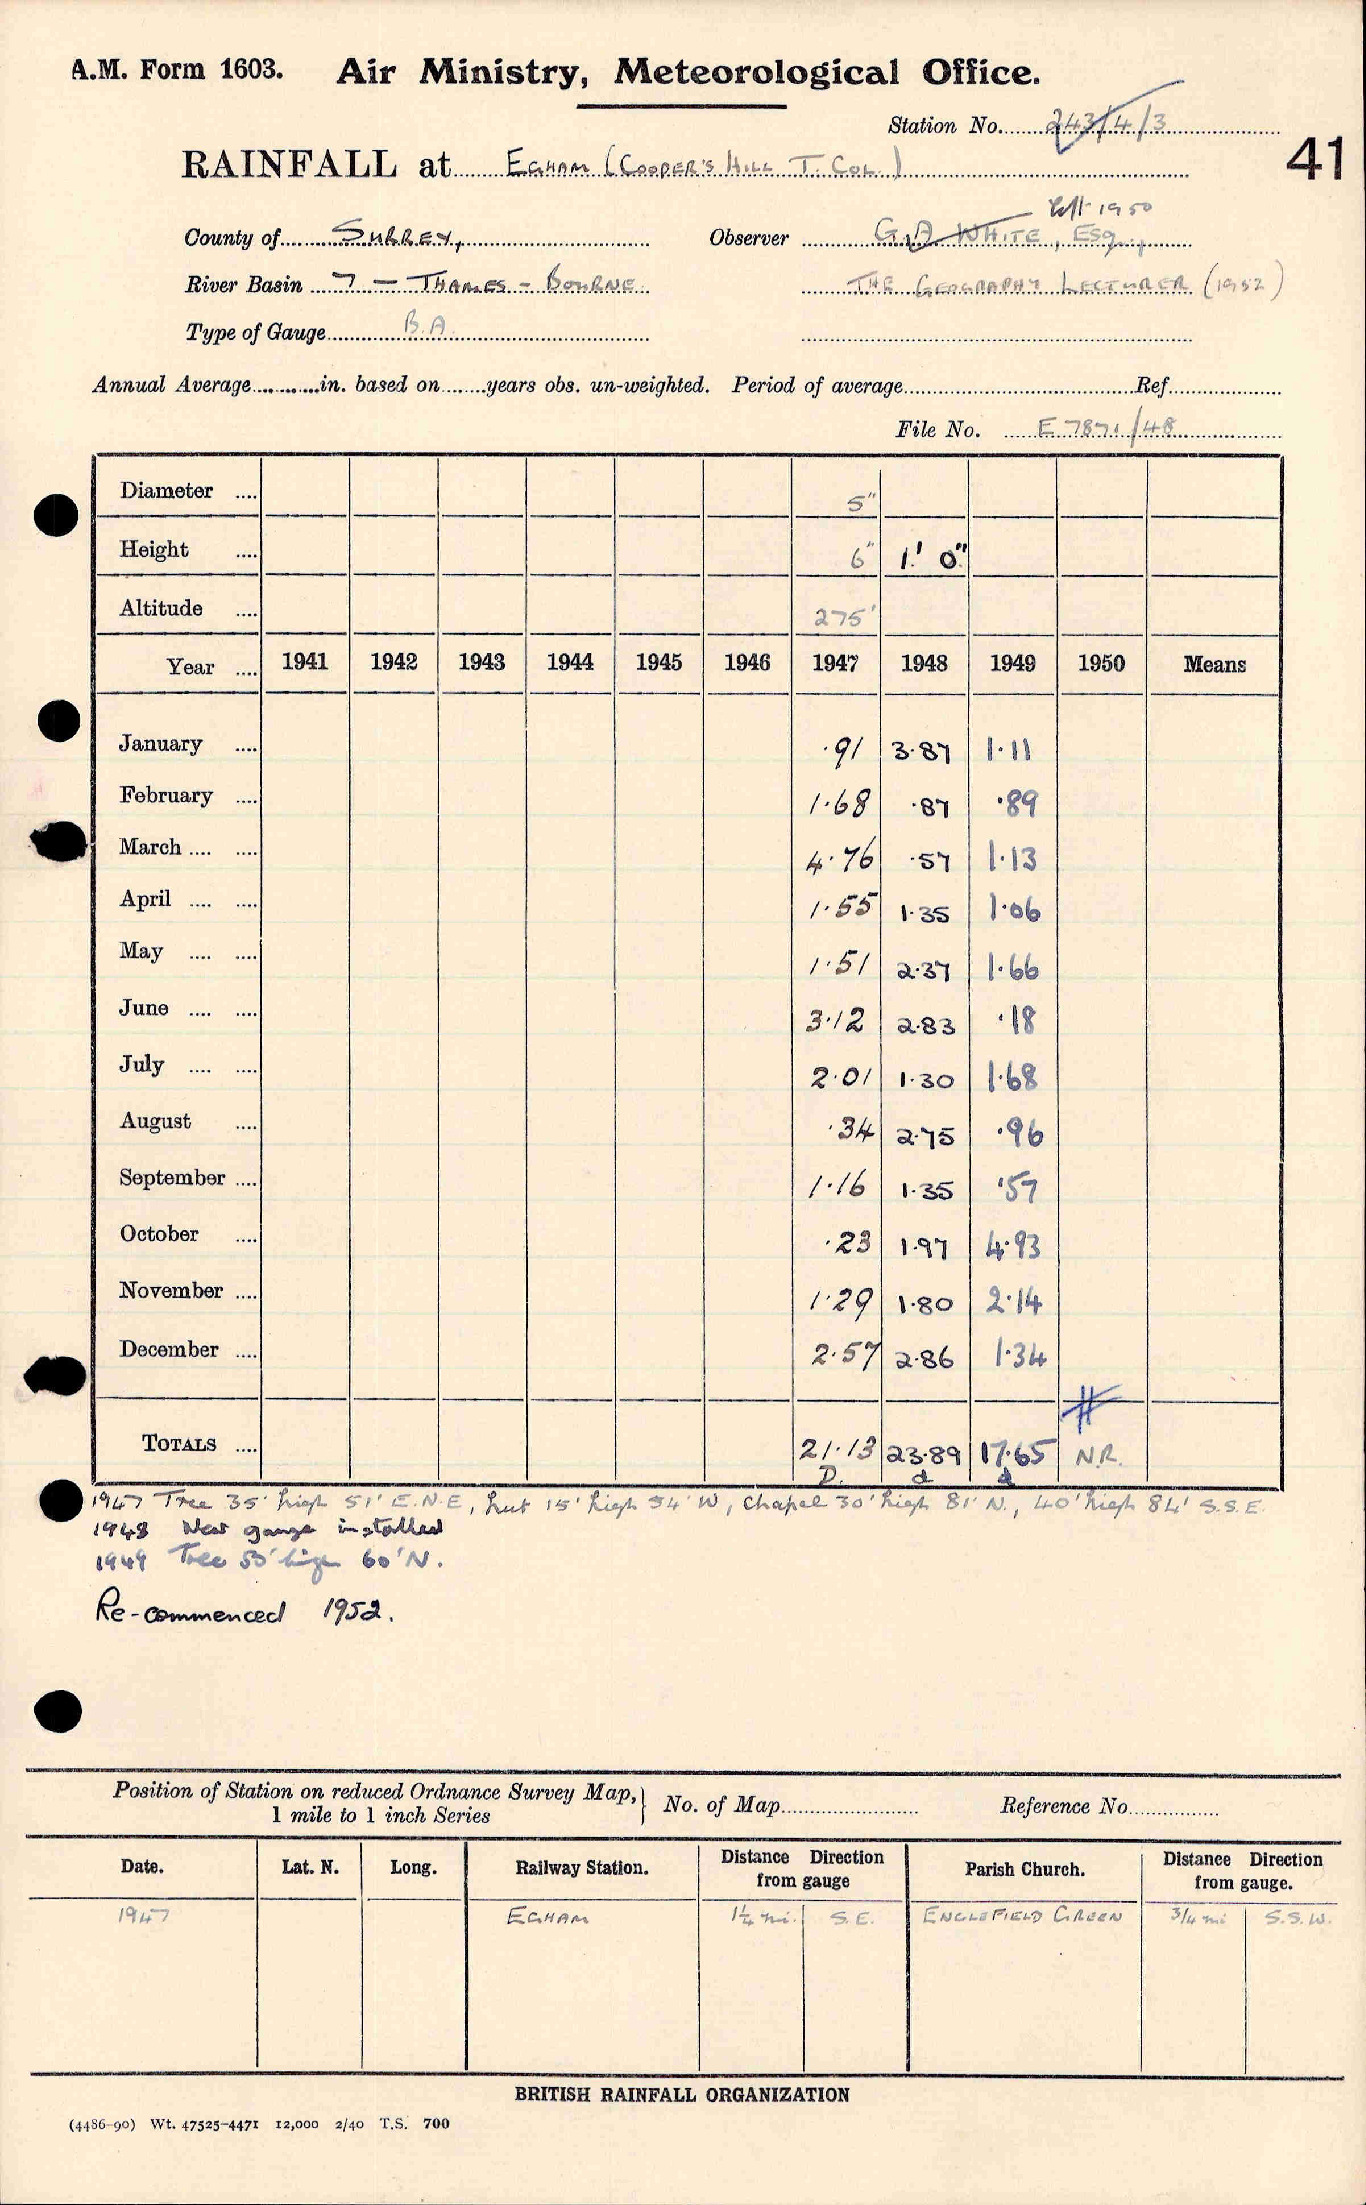 A.M. Form 1603. Air Ministry, Meteorological Office.
Station No. 243/4/3
41
RAINFALL at Egham (Cooper's Hill T. Col.)
left 1950
County of Surrey, Observer G.A White, Esq.,
River Basin 7 - Thames - Bourne The Geography Lecturer (1952)
Type of Gauge B.A.
Annual Average in. based on years obs. un-weighted. Period of average Ref.
File No. E 7871/48
Diameter .... 5"
Height .... 6" 1' 0"
Altitude .... 275'
Year .... 1941 1942 1943 1944 1945 1946 1947 1948 1949 1950 Means
January .... ·91 3·87 1·11
February .... 1·68 ·87 ·89
March .... .... 4·76 ·57 1·13
April .... .... 1·55 1·35 1·06
May .... .... 1·51 2·37 1·66
June .... .... 3·12 2·83 ·18
July .... .... 2·01 1·30 1·68
August .... ·34 2·75 ·96
September .... 1·16 1·35 ·57
October .... ·23 1·97 4·93
November .... 1·29 1·80 2·14
December .... 2·57 2·86 1·34
Totals .... 21·13 23·89 17·65 N.R.
D. d d
1947 Tree 35' high 51' E.N.E, hut 15' high 54' W, Chapel 30' high 81' N., 40' high 84' S.S.E.
1948 New gauge installed
1949 Tree high 60' N.
Re-commenced 1952.
Position of Station on reduced Ordnance Survey Map, } No. of Map Reference No.
1 mile to 1 inch Series
Date. Lat. N. Long. Railway Station. Distance Direction from gauge Parish Church. Distance Direction from gauge.
1947 Egham 1¼ mi. S.E. Englefield Green 3/4 mi S.S.W.
BRITISH RAINFALL ORGANIZATION
(4486-90) Wt. 47525-4471 12,000 2/40 T.S. 700